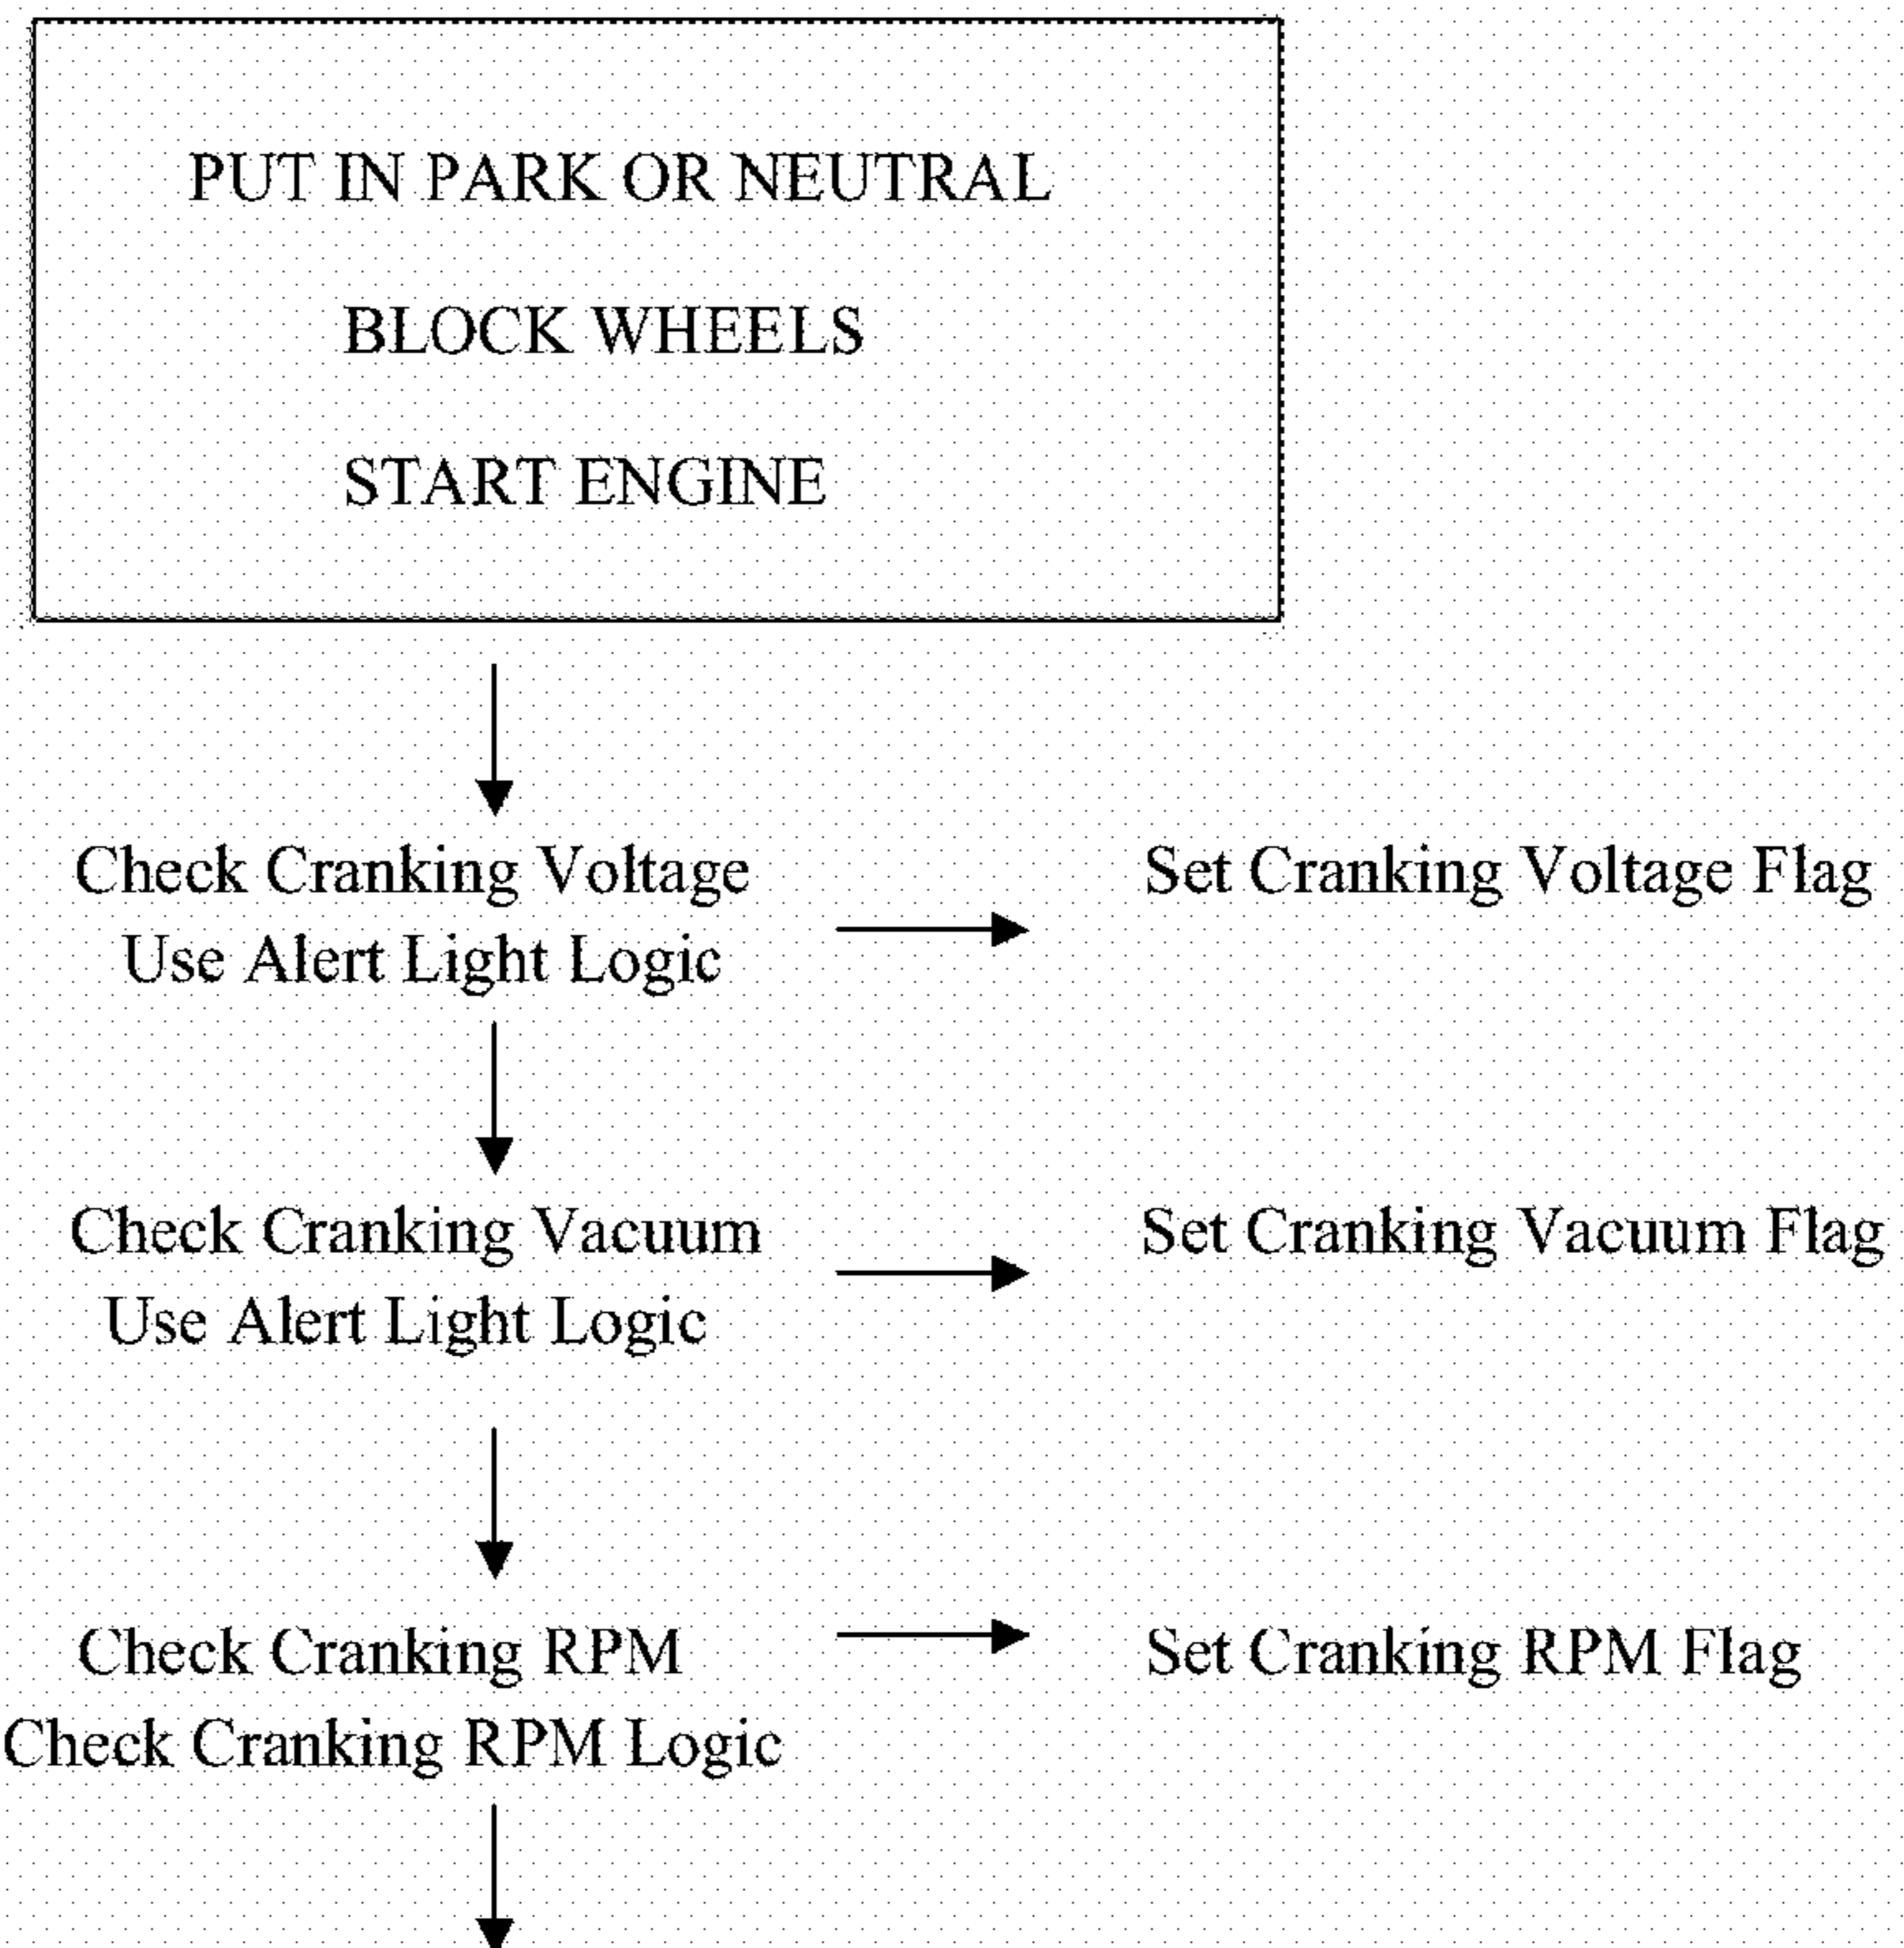 PUT IN PARK OR NEUTRAL
BLOCK WHEELS
START ENGINE
Check Cranking Voltage
Use Alert Light Logic
Set Cranking Voltage Flag
Check Cranking Vacuum
Use Alert Light Logic
Set Cranking Vacuum Flag
Check Cranking RPM
Check Cranking RPM Logic
Set Cranking RPM Flag